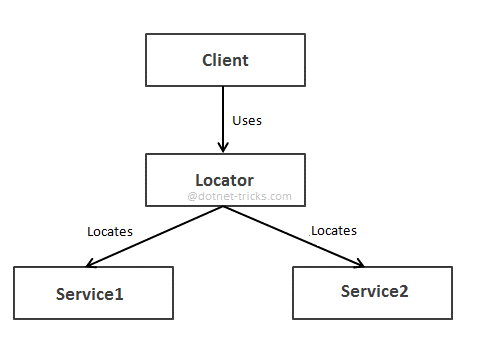 Client
Uses
Locator
@dotnet-tricks.com
Locates
Locates
Service1
Service2